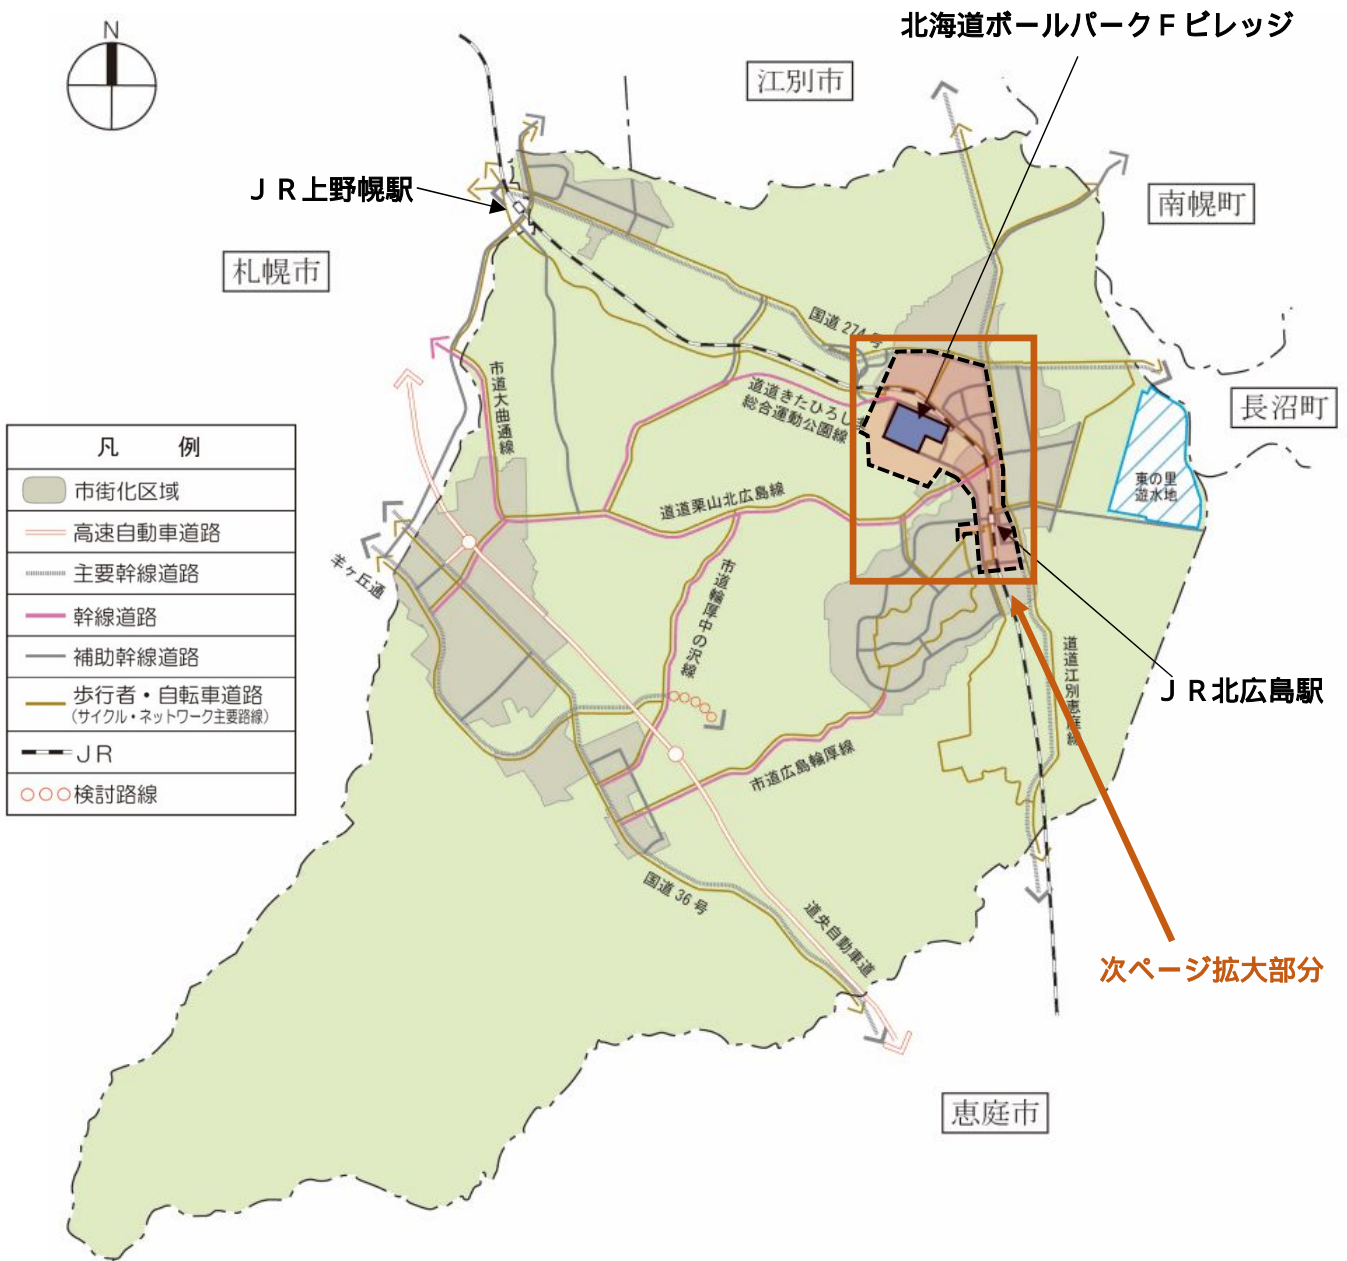 北海道ボールパークFビレッジ
N
江別市
JR上野幌駅
南幌町
札幌市
国道274号
長沼町
市道大曲通線
道道きたひろしま
総合運動公園線
凡 例
市街化区域
高速自動車道路
主要幹線道路
幹線道路
補助幹線道路
歩行者・自転車道路
(サイクル・ネットワーク主要路線)
JR
検討路線
東の里
遊水地
道道栗山北広島線
羊ヶ丘通
市道輪厚中の沢線
道道江別恵庭線
JR北広島駅
市道広島輪厚線
国道36号
道央自動車道
次ページ拡大部分
恵庭市